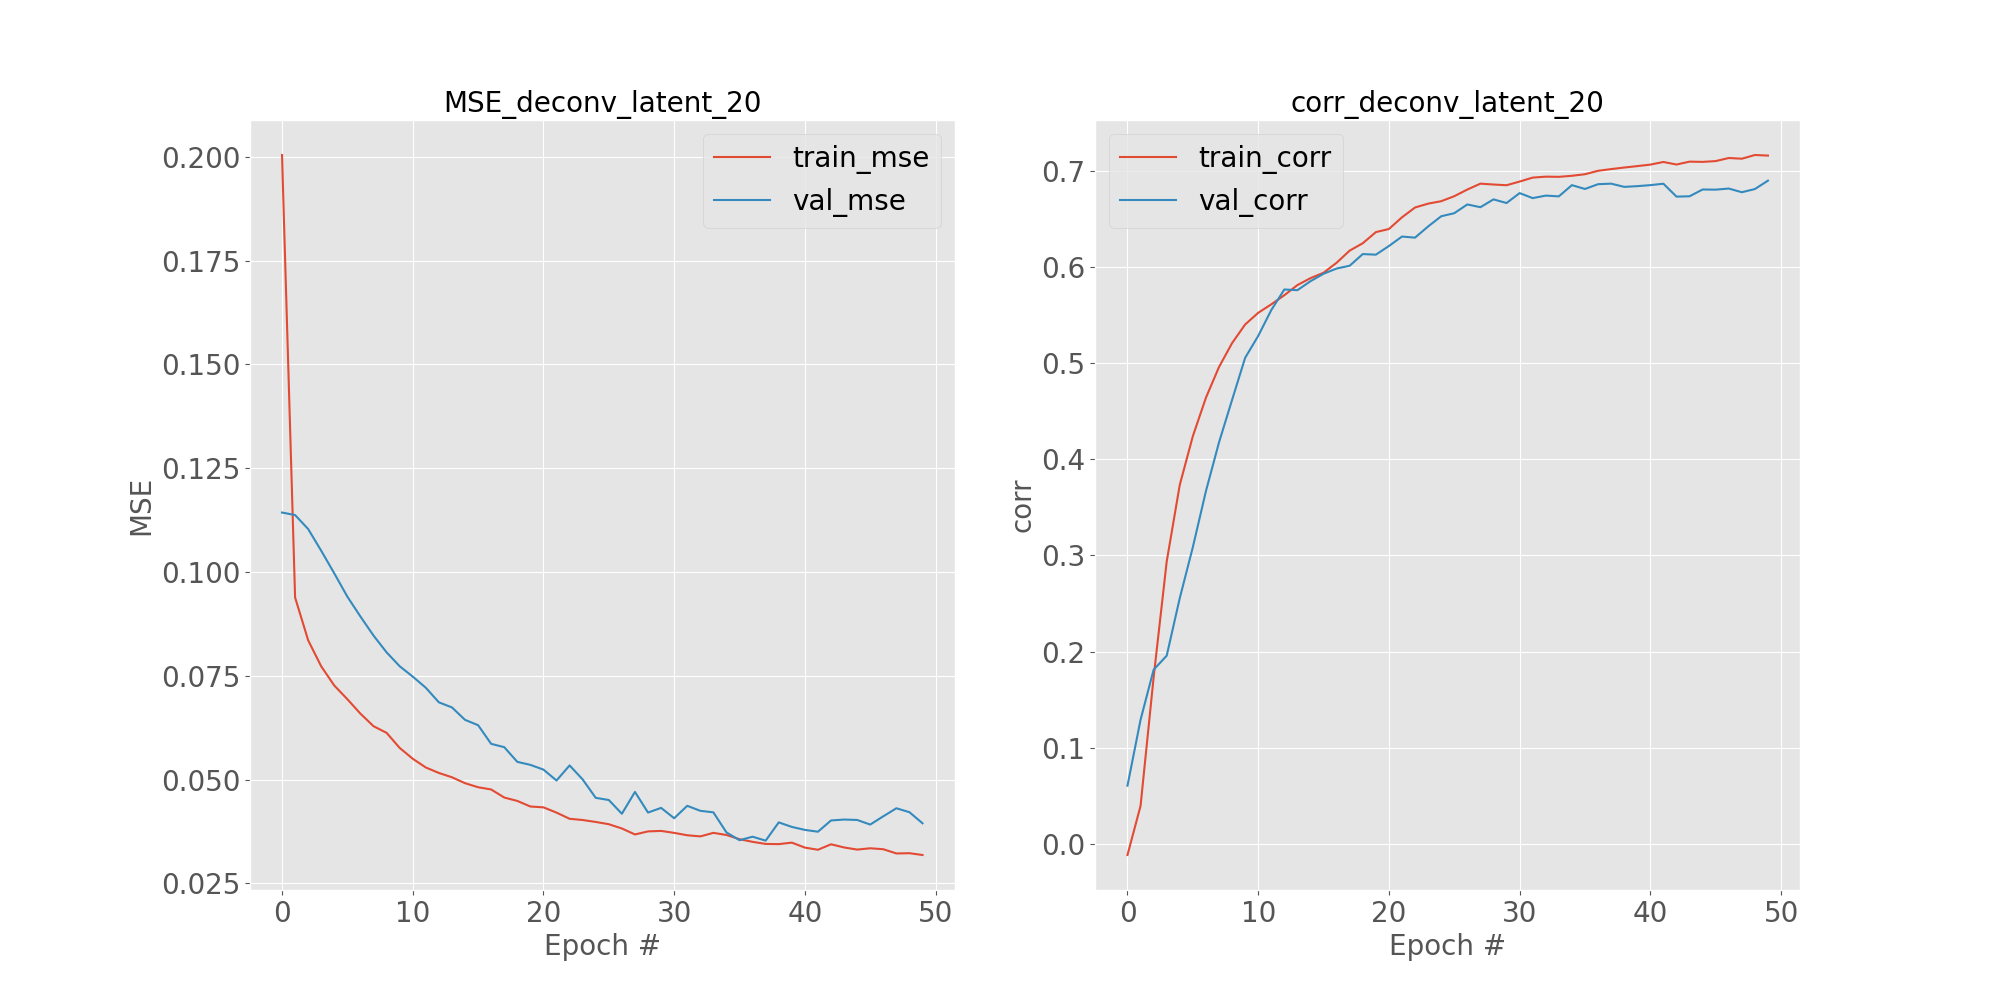 MSE_deconv_latent_20
train_mse
val_mse
0.200
0.175
0.150
0.125
0.100
0.075
0.050
0.025
MSE
0 10 20 30 40 50
Epoch #
corr_deconv_latent_20
train_corr
val_corr
0.7
0.6
0.5
0.4
0.3
0.2
0.1
0.0
corr
0 10 20 30 40 50
Epoch #